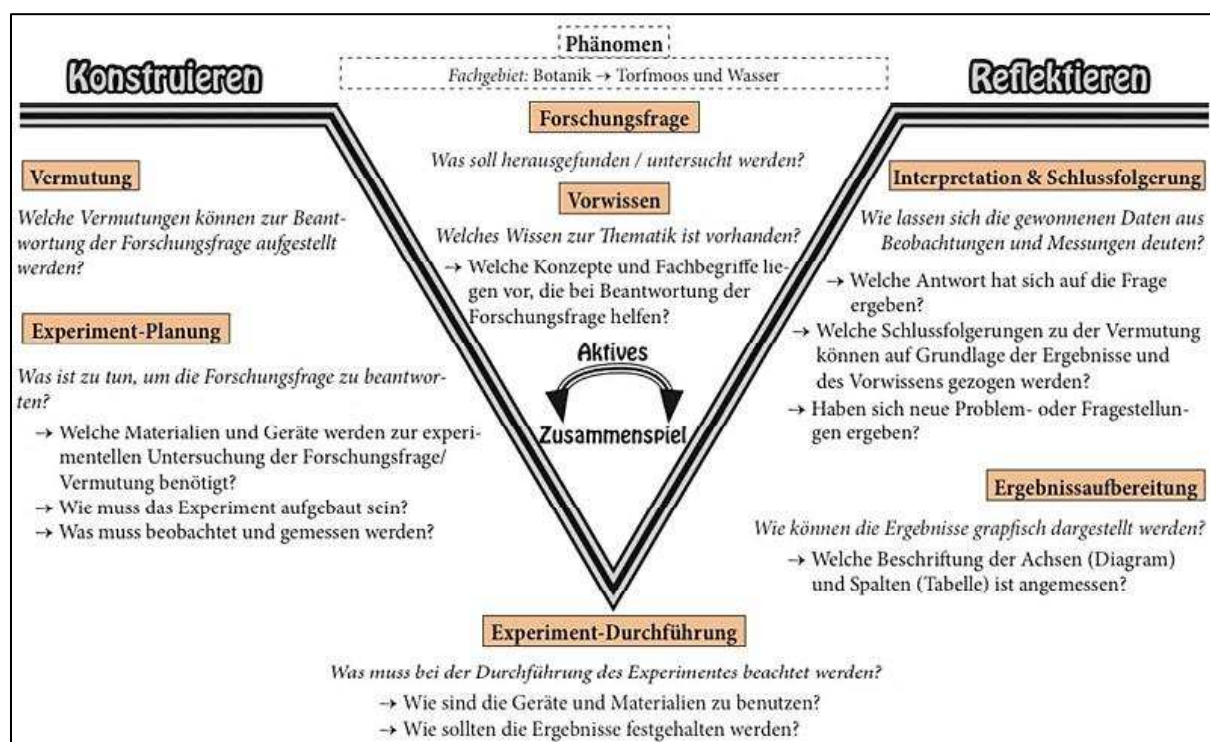 Phänomen
Fachgebiet: Botanik → Torfmoos und Wasser
Konstruieren
Reflektieren
Forschungsfrage
Was soll herausgefunden / untersucht werden?
Vorwissen
Welches Wissen zur Thematik ist vorhanden?
→ Welche Konzepte und Fachbegriffe lie-
gen vor, die bei Beantwortung der
Forschungsfrage helfen?
Aktives
Zusammenspiel
Vermutung
Welche Vermutungen können zur Beant-
wortung der Forschungsfrage aufgestellt
werden?
Experiment-Planung
Was ist zu tun, um die Forschungsfrage zu beantwor-
ten?
→ Welche Materialien und Geräte werden zur experi-
mentellen Untersuchung der Forschungsfrage/
Vermutung benötigt?
→ Wie muss das Experiment aufgebaut sein?
→ Was muss beobachtet und gemessen werden?
Experiment-Durchführung
Was muss bei der Durchführung des Experimentes beachtet werden?
→ Wie sind die Geräte und Materialien zu benutzen?
→ Wie sollten die Ergebnisse festgehalten werden?
Interpretation & Schlussfolgerung
Wie lassen sich die gewonnenen Daten aus
Beobachtungen und Messungen deuten?
→ Welche Antwort hat sich auf die Frage
ergeben?
→ Welche Schlussfolgerungen zu der Vermutung
können auf Grundlage der Ergebnisse und
des Vorwissens gezogen werden?
→ Haben sich neue Problem- oder Fragestellun-
gen ergeben?
Ergebnissaufbereitung
Wie können die Ergebnisse grapfisch dargestellt werden?
→ Welche Beschriftung der Achsen (Diagram)
und Spalten (Tabelle) ist angemessen?